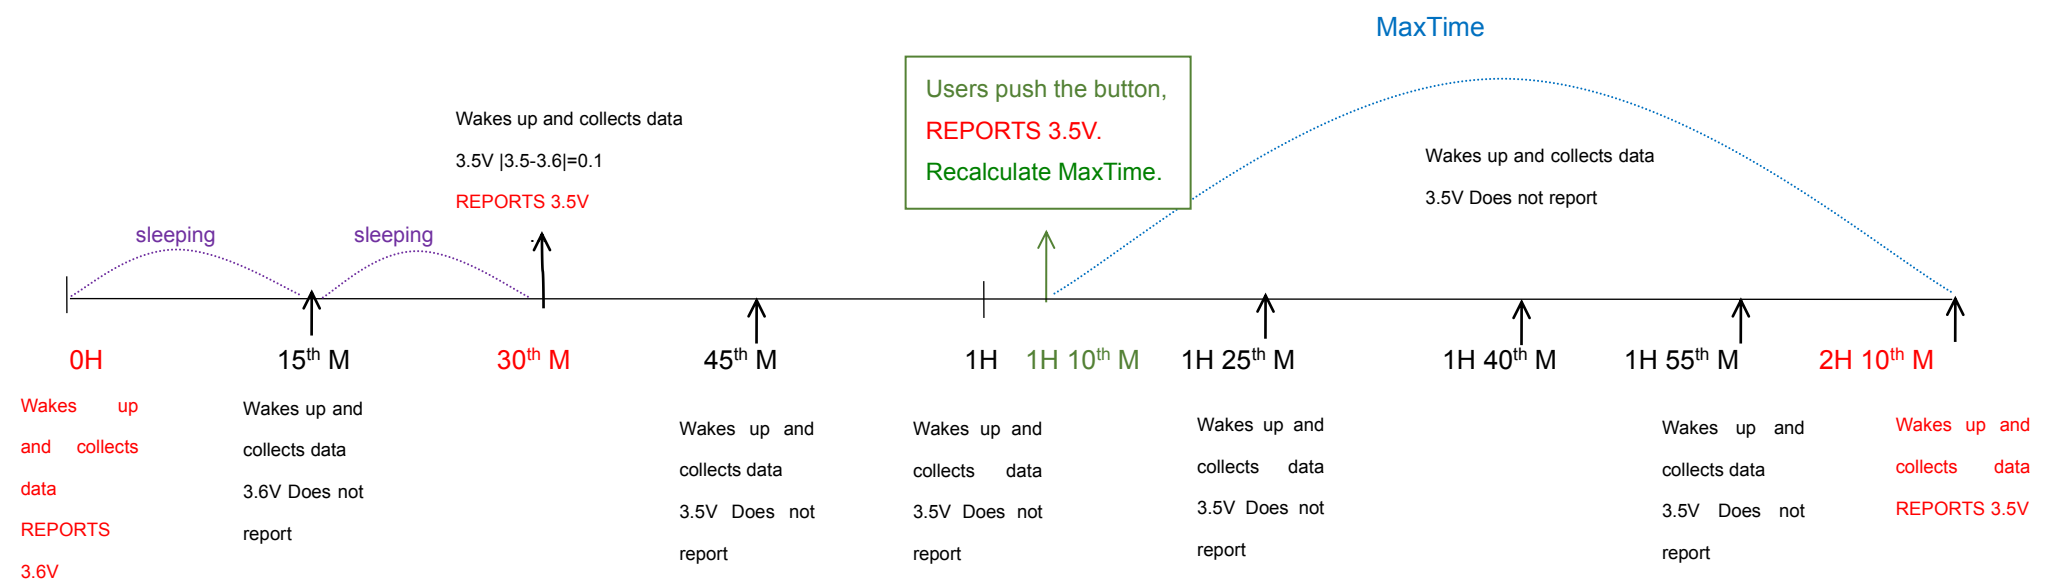 MaxTime
Users push the button,
REPORTS 3.5V.
Recalculate MaxTime.
Wakes up and collects data
3.5V |3.5-3.6|=0.1
REPORTS 3.5V
Wakes up and collects data
3.5V Does not report
sleeping
sleeping
0H
15th M
30th M
45th M
1H
1H 10th M
1H 25th M
1H 40th M
1H 55th M
2H 10th M
Wakes up
and collects
data
REPORTS
3.6V
Wakes up and
collects data
3.6V Does not
report
Wakes up and
collects data
3.5V Does not
report
Wakes up and
collects data
3.5V Does not
report
Wakes up and
collects data
3.5V Does not
report
Wakes up and
collects data
3.5V Does not
report
Wakes up and
collects data
REPORTS 3.5V